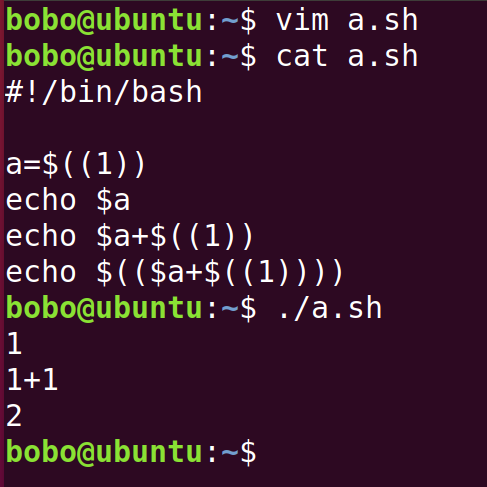 bobo@ubuntu:~$ vim a.sh
bobo@ubuntu:~$ cat a.sh
#!/bin/bash

a=$((1))
echo $a
echo $a+$((1))
echo $(($a+$((1))))
bobo@ubuntu:~$ ./a.sh
1
1+1
2
bobo@ubuntu:~$